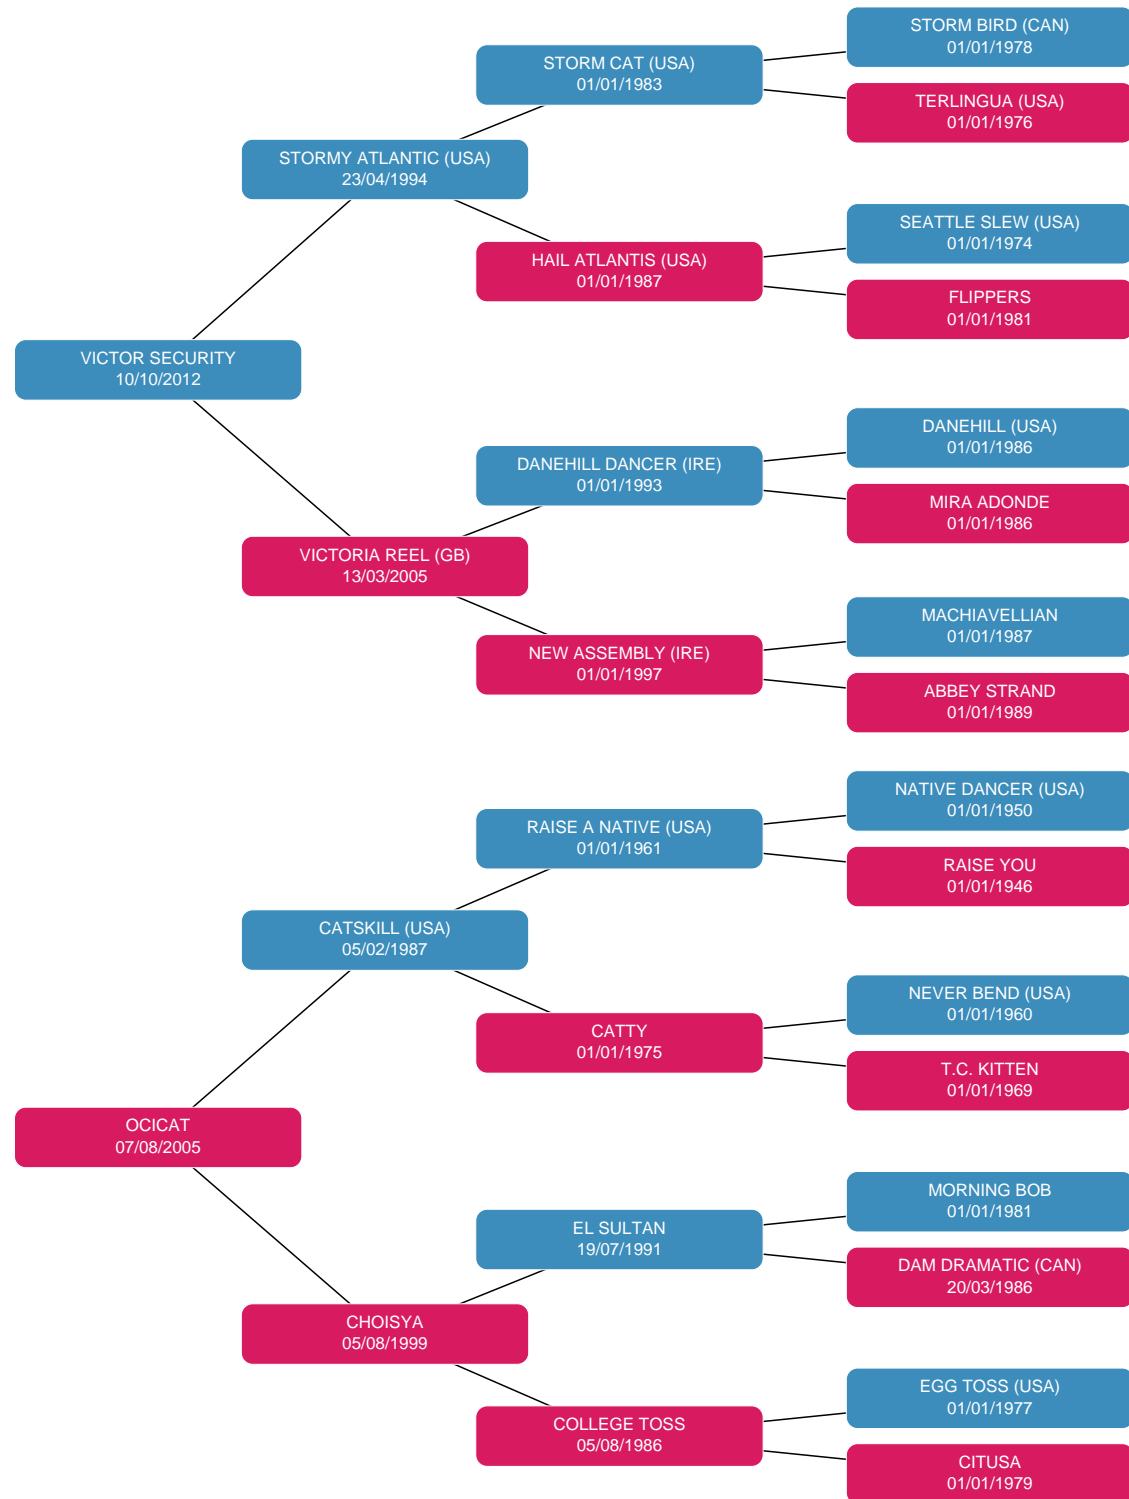 STORM BIRD (CAN)
01/01/1978
STORM CAT (USA)
01/01/1983
TERLINGUA (USA)
01/01/1976
STORMY ATLANTIC (USA)
23/04/1994
SEATTLE SLEW (USA)
01/01/1974
HAIL ATLANTIS (USA)
01/01/1987
FLIPPERS
01/01/1981
VICTOR SECURITY
10/10/2012
DANEHILL (USA)
01/01/1986
DANEHILL DANCER (IRE)
01/01/1993
MIRA ADONDE
01/01/1986
VICTORIA REEL (GB)
13/03/2005
MACHIAVELLIAN
01/01/1987
NEW ASSEMBLY (IRE)
01/01/1997
ABBEY STRAND
01/01/1989
NATIVE DANCER (USA)
01/01/1950
RAISE A NATIVE (USA)
01/01/1961
RAISE YOU
01/01/1946
CATSKILL (USA)
05/02/1987
NEVER BEND (USA)
01/01/1960
CATTY
01/01/1975
T.C. KITTEN
01/01/1969
OCICAT
07/08/2005
MORNING BOB
01/01/1981
EL SULTAN
19/07/1991
DAM DRAMATIC (CAN)
20/03/1986
CHOISYA
05/08/1999
EGG TOSS (USA)
01/01/1977
COLLEGE TOSS
05/08/1986
CITUSA
01/01/1979